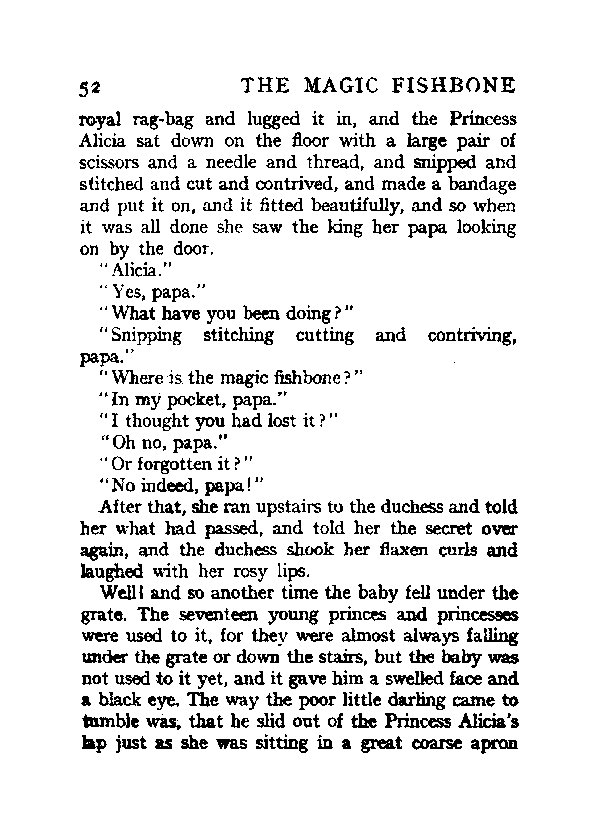 52 THE MAGIC FISHBONE
royal rag-bag and lugged it in, and the Princess
Alicia sat down on the floor with a large pair of
scissors and a needle and thread, and snipped and
stitched and cut and contrived, and made a bandage
and put it on, and it fitted beautifully, and so when
it was all done she saw the king her papa looking
on by the door.
"Alicia."
"Yes, papa."
"What have you been doing?"
"Snipping stitching cutting and contriving,
papa."
"Where is the magic fishbone?"
"In my pocket, papa."
"I thought you had lost it?"
"Oh no, papa."
"Or forgotten it?"
"No indeed, papa!"
After that, she ran upstairs to the duchess and told
her what had passed, and told her the secret over
again, and the duchess shook her flaxen curls and
laughed with her rosy lips.
Well! and so another time the baby fell under the
grate. The seventeen young princes and princesses
were used to it, for they were almost always falling
under the grate or down the stairs, but the baby was
not used to it yet, and it gave him a swelled face and
a black eye. The way the poor little darling came to
tumble was, that he slid out of the Princess Alicia's
lap just as she was sitting in a great coarse apron